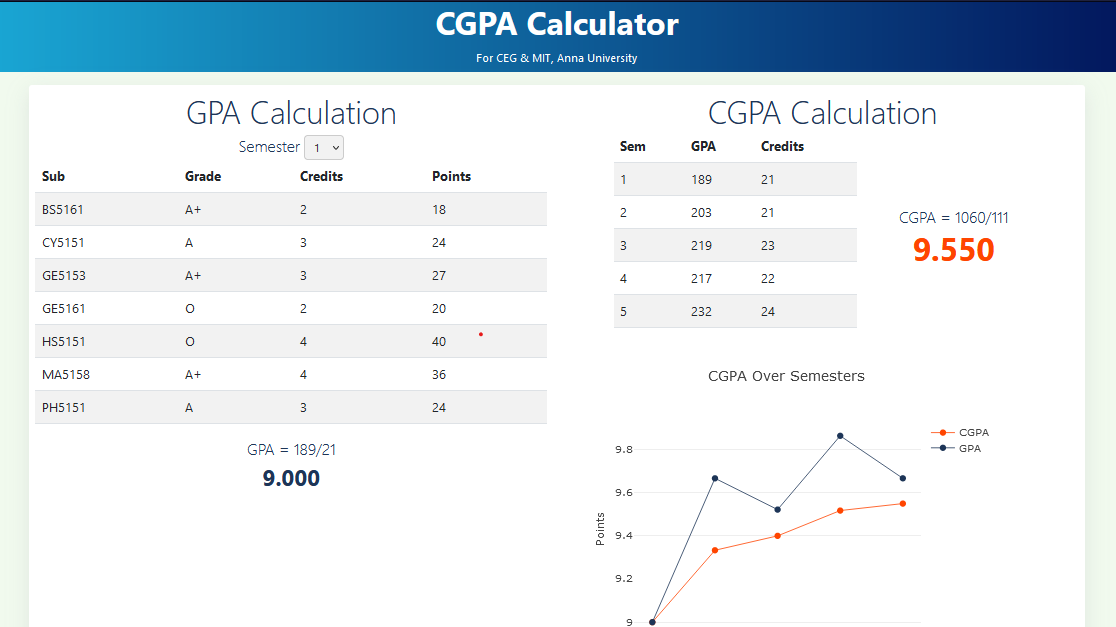 CGPA Calculator
For CEG & MIT, Anna University
GPA Calculation
Semester 1
Sub Grade Credits Points
BS5161 A+ 2 18
CY5151 A 3 24
GE5153 A+ 3 27
GE5161 O 2 20
HS5151 O 4 40
MA5158 A+ 4 36
PH5151 A 3 24
GPA = 189/21
9.000
CGPA Calculation
Sem GPA Credits
1 189 21
2 203 21
3 219 23
4 217 22
5 232 24
CGPA = 1060/111
9.550
CGPA Over Semesters
CGPA
GPA
Points
9.8
9.6
9.4
9.2
9